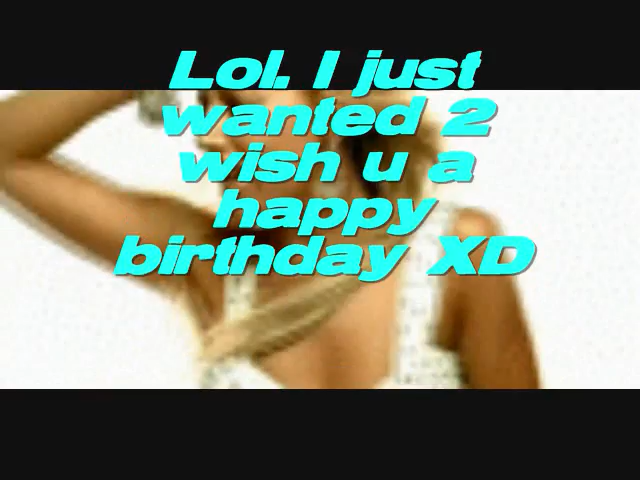 Lol. I just
wanted 2
wish u a
happy
birthday XD